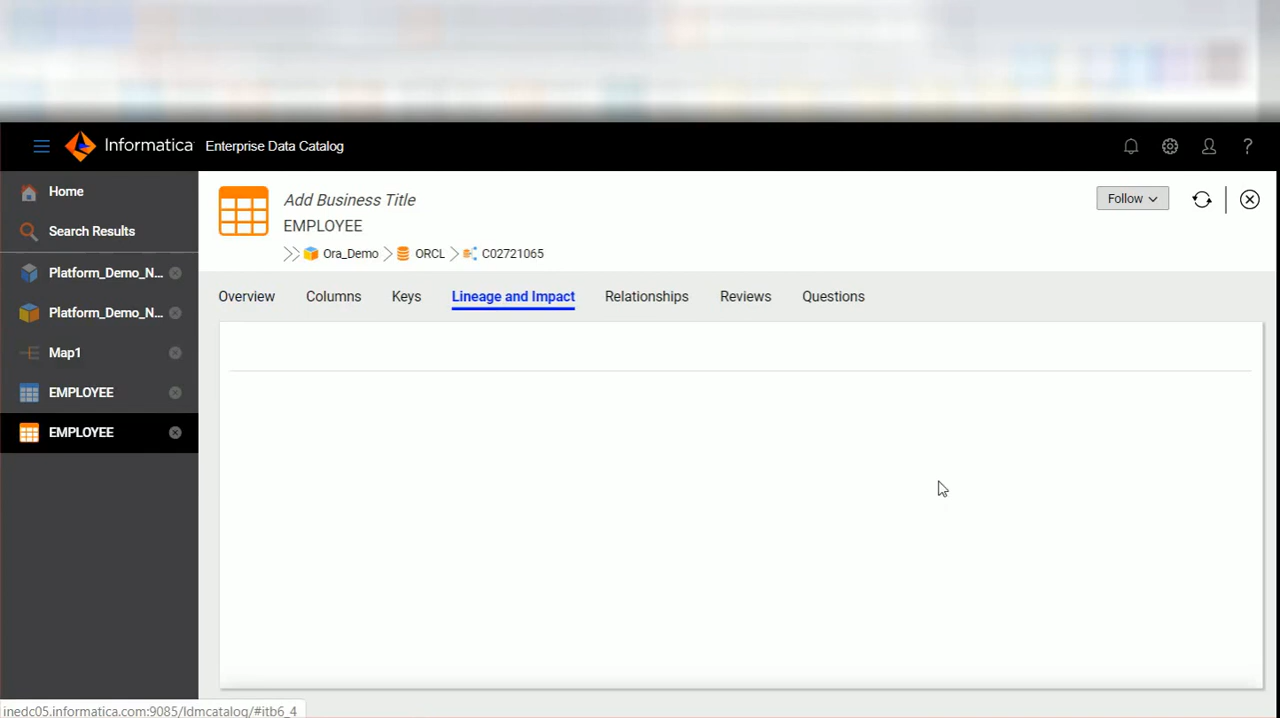 Informatica Enterprise Data Catalog
Home
Search Results
Platform_Demo_N...
Platform_Demo_N...
Map1
EMPLOYEE
EMPLOYEE
Add Business Title
EMPLOYEE
Ora_Demo ORCL C02721065
Follow
Overview Columns Keys Lineage and Impact Relationships Reviews Questions
inedc05.informatica.com:9085/ldmcatalog/#itb6_4